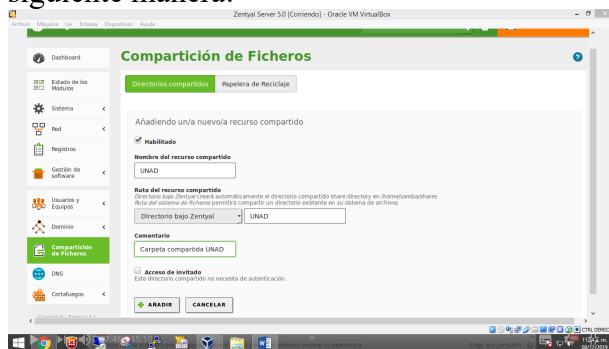 siguiente manera:
Zentyal Server 5.0 [Corriendo] - Oracle VM VirtualBox
Archivo Máquina Ver Entrada Dispositivos Ayuda
Dashboard
Compartición de Ficheros
Estado de los
Módulos
Directorios compartidos Papelera de Reciclaje
Sistema
Añadiendo un/a nuevo/a recurso compartido
Red
Habilitado
Registros
Nombre del recurso compartido
Gestión de
software
UNAD
Ruta del recurso compartido
Directorio bajo Zentyal creará automáticamente el directorio compartido share.directory en /home/samba/shares
Ruta del sistema de ficheros permitirá compartir un directorio existente en su sistema de archivos
Usuarios y
Equipos
Directorio bajo Zentyal UNAD
Dominio
Comentario
Compartición
de Ficheros
Carpeta compartida UNAD
DNS
Acceso de invitado
Este directorio compartido no necesita de autenticación.
Cortafuegos
AÑADIR CANCELAR
CTRL DEREC
08/12/2019